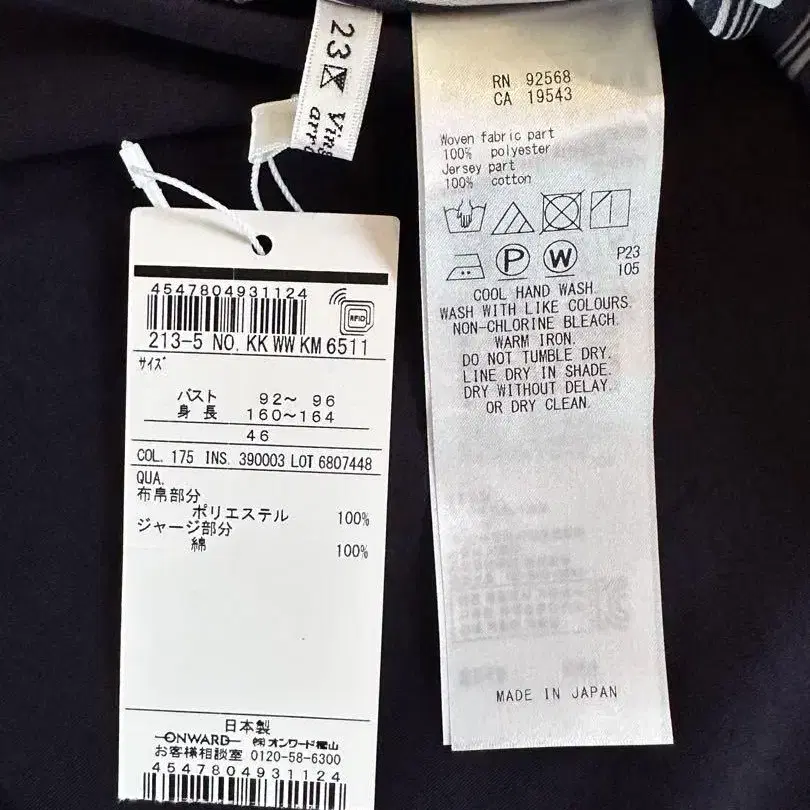 23
RN 92568
CA 19543
Woven fabric part
100% polyester
Jersey part
100% cotton
P W
P23
105
COOL HAND WASH.
WASH WITH LIKE COLOURS.
NON-CHLORINE BLEACH.
WARM IRON.
DO NOT TUMBLE DRY.
LINE DRY IN SHADE.
DRY WITHOUT DELAY.
OR DRY CLEAN.
MADE IN JAPAN
4547804931124
RFID
213-5 NO. KK WW KM 6511
サイズ
バスト 92~ 96
身長 160~164
46
COL. 175 INS. 390003 LOT 6807448
QUA.
布帛部分
ポリエステル 100%
ジャージ部分
綿 100%
日本製
ONWARD ㈱オンワード樫山
お客様相談室 0120-58-6300
4547804931124